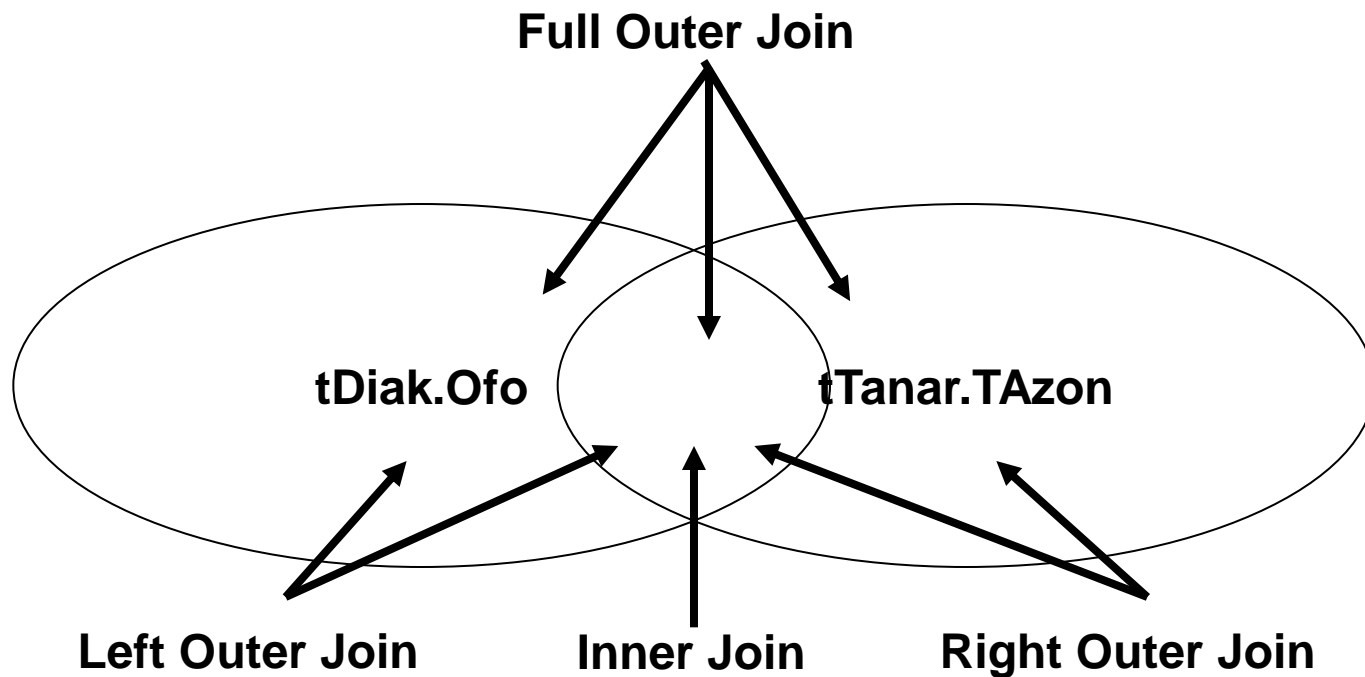 Full Outer Join
tDiak.Ofo
tTanar.TAzon
Left Outer Join
Inner Join
Right Outer Join